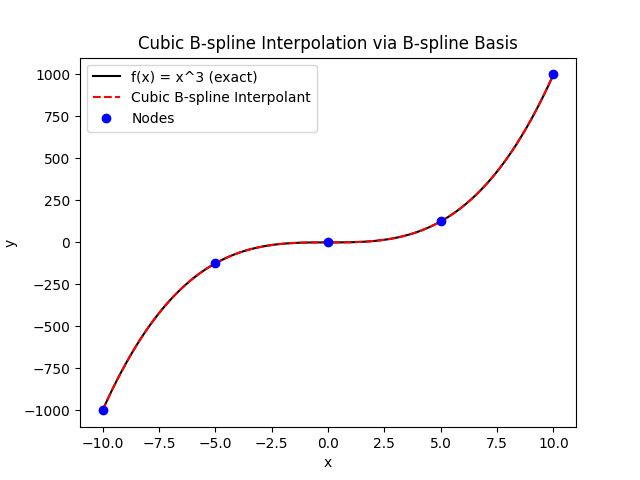 Cubic B-spline Interpolation via B-spline Basis
f(x) = x^3 (exact)
Cubic B-spline Interpolant
Nodes
1000
750
500
250
0
−250
−500
−750
−1000
y
−10.0 −7.5 −5.0 −2.5 0.0 2.5 5.0 7.5 10.0
x